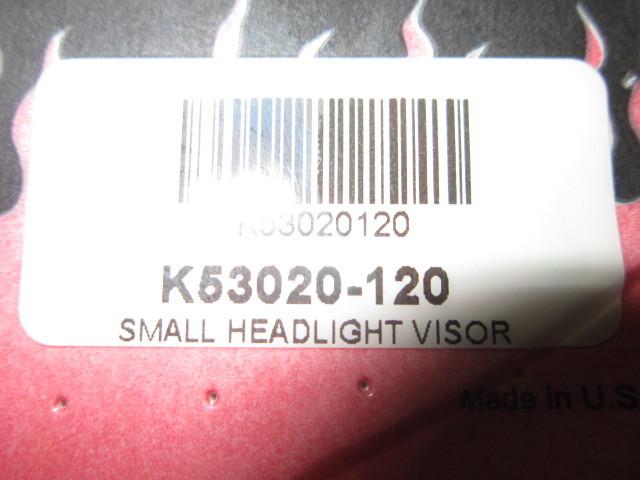 K53020120
K53020-120
SMALL HEADLIGHT VISOR
Made in U.S